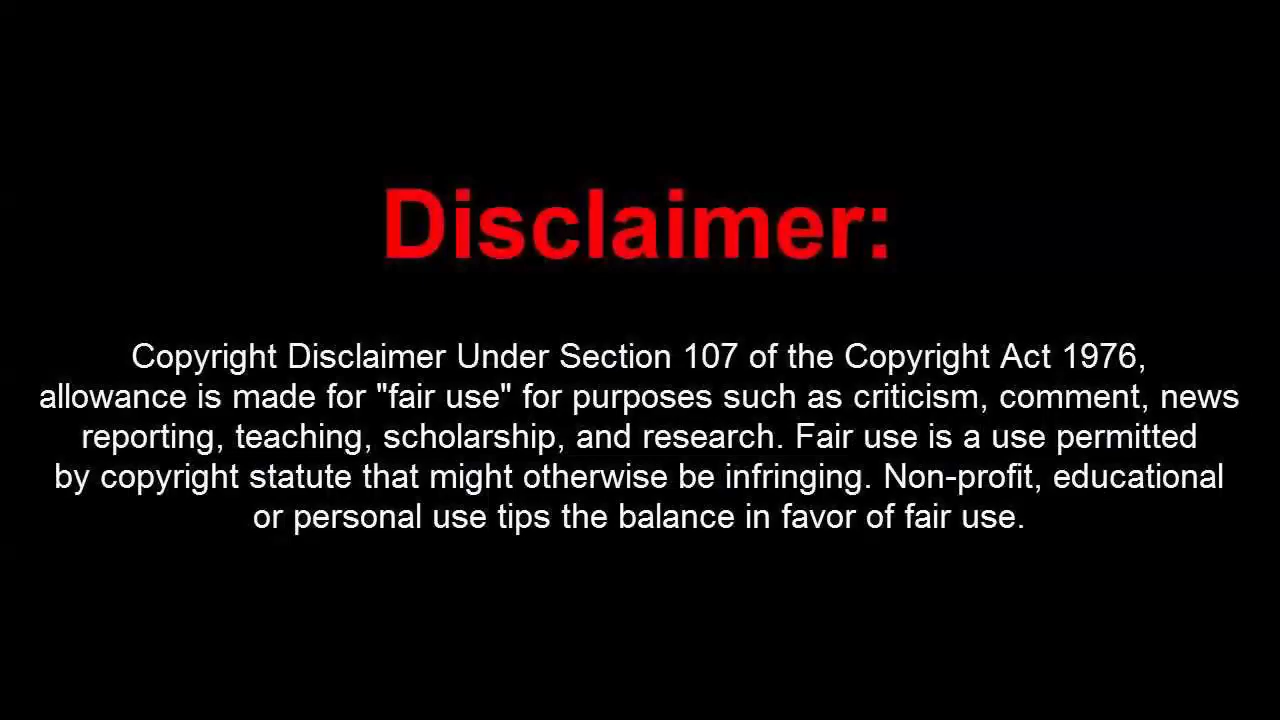 Disclaimer:
Copyright Disclaimer Under Section 107 of the Copyright Act 1976,
allowance is made for "fair use" for purposes such as criticism, comment, news
reporting, teaching, scholarship, and research. Fair use is a use permitted
by copyright statute that might otherwise be infringing. Non-profit, educational
or personal use tips the balance in favor of fair use.